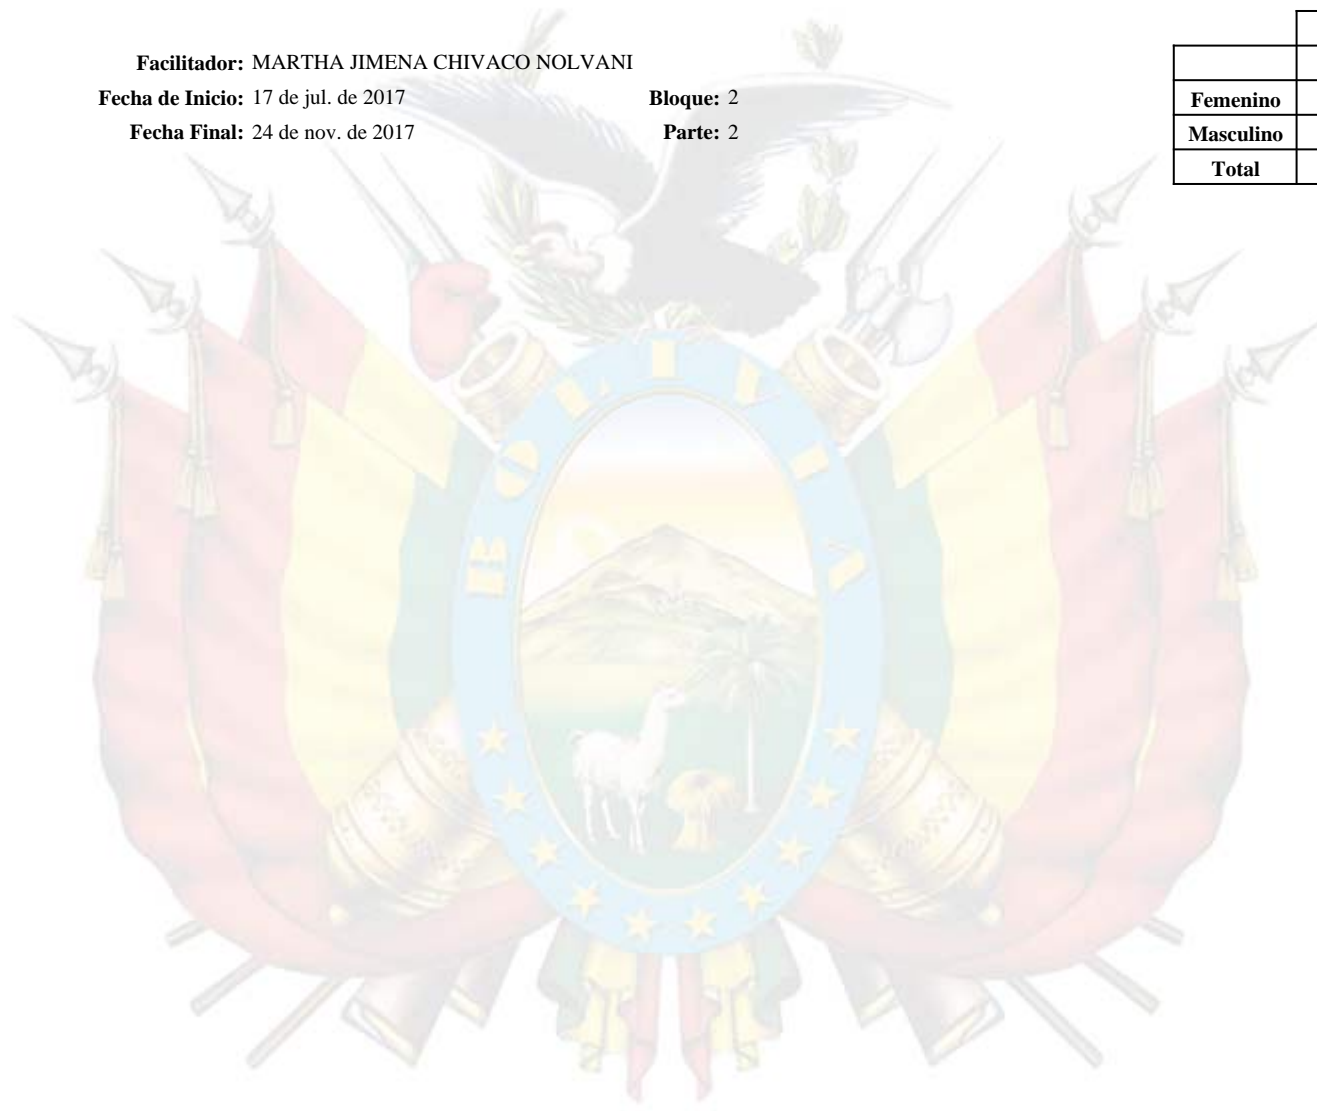 Facilitador: MARTHA JIMENA CHIVACO NOLVANI
Fecha de Inicio: 17 de jul. de 2017 Bloque: 2
Fecha Final: 24 de nov. de 2017 Parte: 2
Femenino
Masculino
Total
BOLIVIA